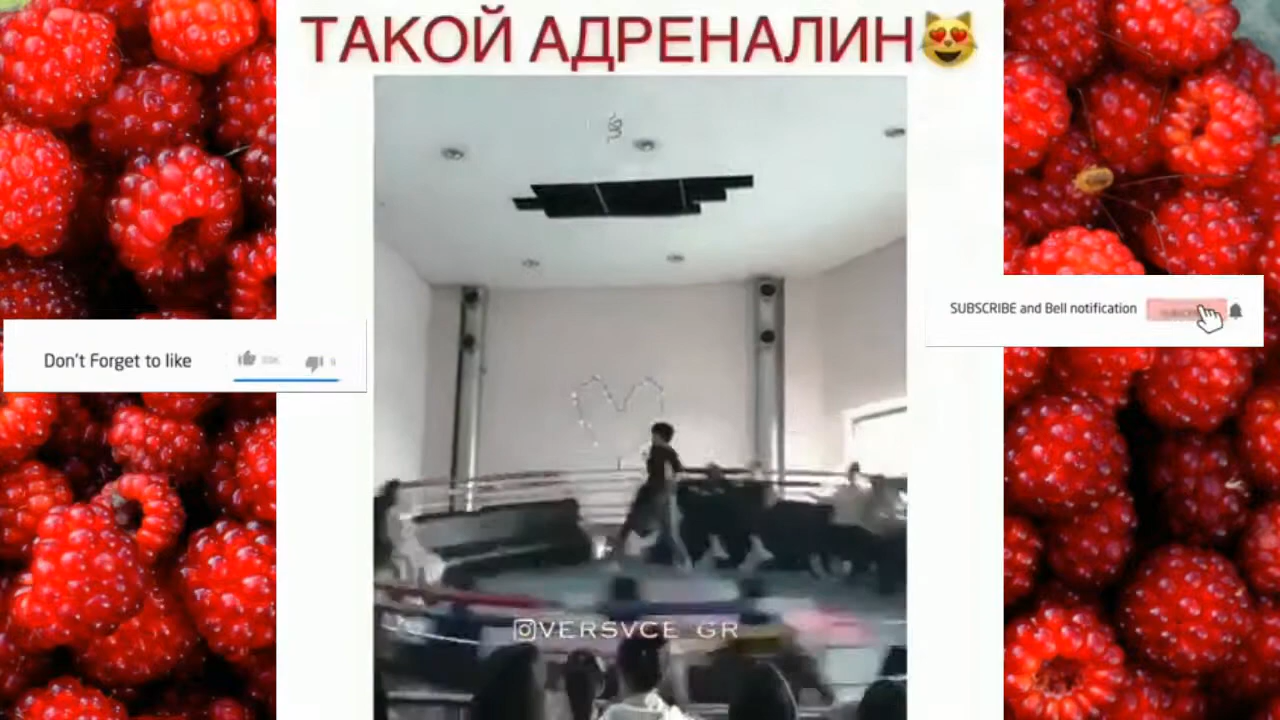 ТАКОЙ АДРЕНАЛИН
SUBSCRIBE and Bell notification
Don't Forget to like
VERSVCE_GR